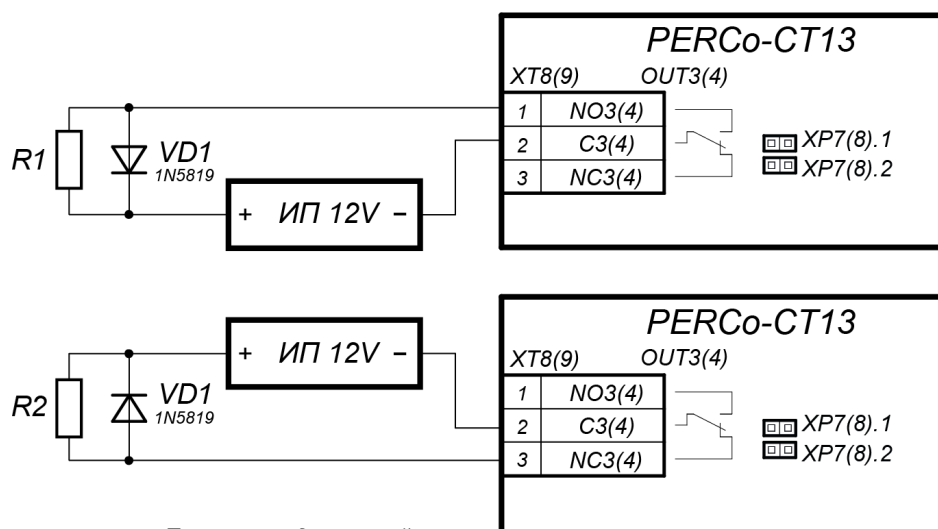 PERCo-CT13
XT8(9) OUT3(4)
1 NO3(4)
2 C3(4)
3 NC3(4)
XP7(8).1
XP7(8).2
R1
VD1
1N5819
+ ИП 12V −
PERCo-CT13
XT8(9) OUT3(4)
1 NO3(4)
2 C3(4)
3 NC3(4)
XP7(8).1
XP7(8).2
+ ИП 12V −
R2
VD1
1N5819